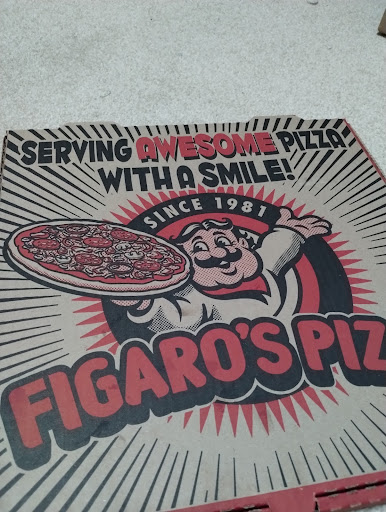 SERVING AWESOME PIZZA
WITH A SMILE!
SINCE 1981
FIGARO'S PIZ